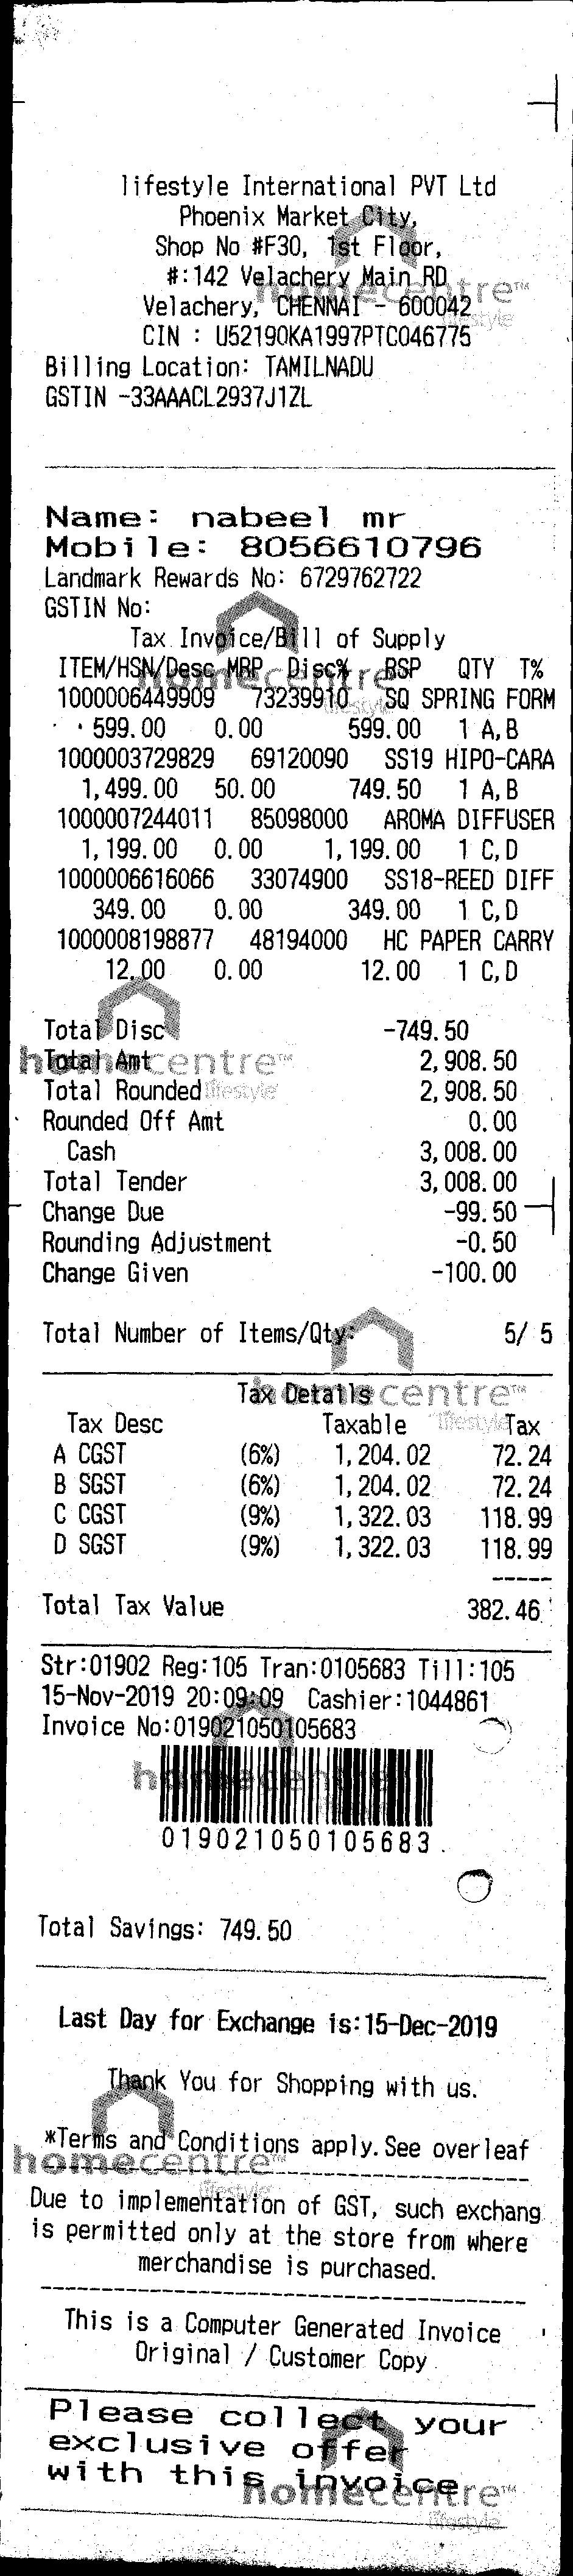 lifestyle International PVT Ltd
Phoenix Market City,
Shop No #F30, 1st Floor,
#:142 Velachery Main RD
Velachery, CHENNAI - 600042
CIN : U52190KA1997PTC046775
Billing Location: TAMILNADU
GSTIN -33AAACL2937J1ZL
homecentre™
lifestyle
Name: nabeel mr
Mobile: 8056610796
Landmark Rewards No: 6729762722
GSTIN No:
Tax Invoice/Bill of Supply
ITEM/HSN/Desc MRP Disc% BSP QTY T%
1000006449909 73239910 SQ SPRING FORM
599.00 0.00 599.00 1 A,B
1000003729829 69120090 SS19 HIPO-CARA
1,499.00 50.00 749.50 1 A,B
1000007244011 85098000 AROMA DIFFUSER
1,199.00 0.00 1,199.00 1 C,D
1000006616066 33074900 SS18-REED DIFF
349.00 0.00 349.00 1 C,D
1000008198877 48194000 HC PAPER CARRY
12.00 0.00 12.00 1 C,D
Total Disc -749.50
Total Amt 2,908.50
homecentre™
Total Rounded 2,908.50
lifestyle
Rounded Off Amt 0.00
Cash 3,008.00
Total Tender 3,008.00
Change Due -99.50
Rounding Adjustment -0.50
Change Given -100.00
Total Number of Items/Qty: 5/ 5
Tax Details
homecentre™
lifestyle
Tax Desc Taxable Tax
A CGST (6%) 1,204.02 72.24
B SGST (6%) 1,204.02 72.24
C CGST (9%) 1,322.03 118.99
D SGST (9%) 1,322.03 118.99
Total Tax Value 382.46
Str:01902 Reg:105 Tran:0105683 Till:105
15-Nov-2019 20:09:09 Cashier:1044861
Invoice No:019021050105683
019021050105683
Total Savings: 749.50
Last Day for Exchange is:15-Dec-2019
Thank You for Shopping with us.
*Terms and Conditions apply.See overleaf
homecentre™
lifestyle
Due to implementation of GST, such exchang
is permitted only at the store from where
merchandise is purchased.
This is a Computer Generated Invoice
Original / Customer Copy
Please collect your
exclusive offer
with this invoice
homecentre™
lifestyle